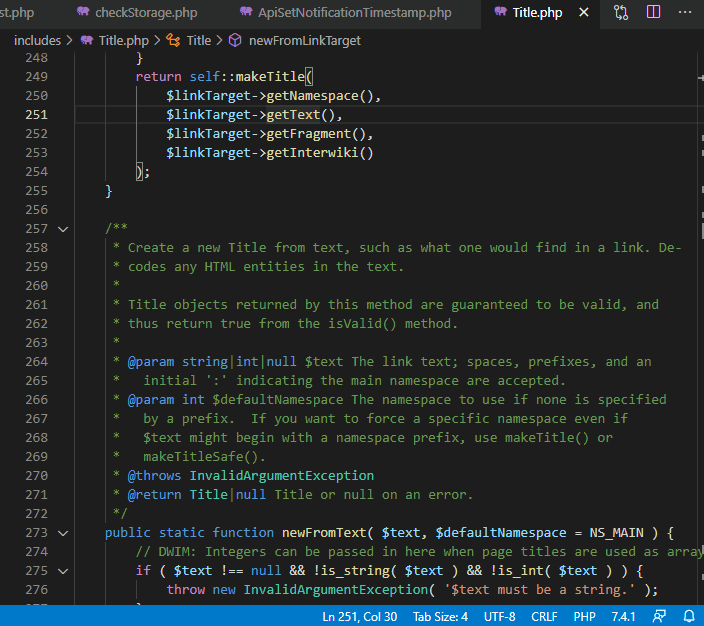 st.php checkStorage.php ApiSetNotificationTimestamp.php Title.php
includes > Title.php > Title > newFromLinkTarget
248 }
249 return self::makeTitle(
250 $linkTarget->getNamespace(),
251 $linkTarget->getText(),
252 $linkTarget->getFragment(),
253 $linkTarget->getInterwiki()
254 );
255 }
256
257 /**
258 * Create a new Title from text, such as what one would find in a link. De-
259 * codes any HTML entities in the text.
260 *
261 * Title objects returned by this method are guaranteed to be valid, and
262 * thus return true from the isValid() method.
263 *
264 * @param string|int|null $text The link text; spaces, prefixes, and an
265 *   initial ':' indicating the main namespace are accepted.
266 * @param int $defaultNamespace The namespace to use if none is specified
267 *   by a prefix.  If you want to force a specific namespace even if
268 *   $text might begin with a namespace prefix, use makeTitle() or
269 *   makeTitleSafe().
270 * @throws InvalidArgumentException
271 * @return Title|null Title or null on an error.
272 */
273 public static function newFromText( $text, $defaultNamespace = NS_MAIN ) {
274 // DWIM: Integers can be passed in here when page titles are used as array
275 if ( $text !== null && !is_string( $text ) && !is_int( $text ) ) {
276 throw new InvalidArgumentException( '$text must be a string.' );
Ln 251, Col 30 Tab Size: 4 UTF-8 CRLF PHP 7.4.1